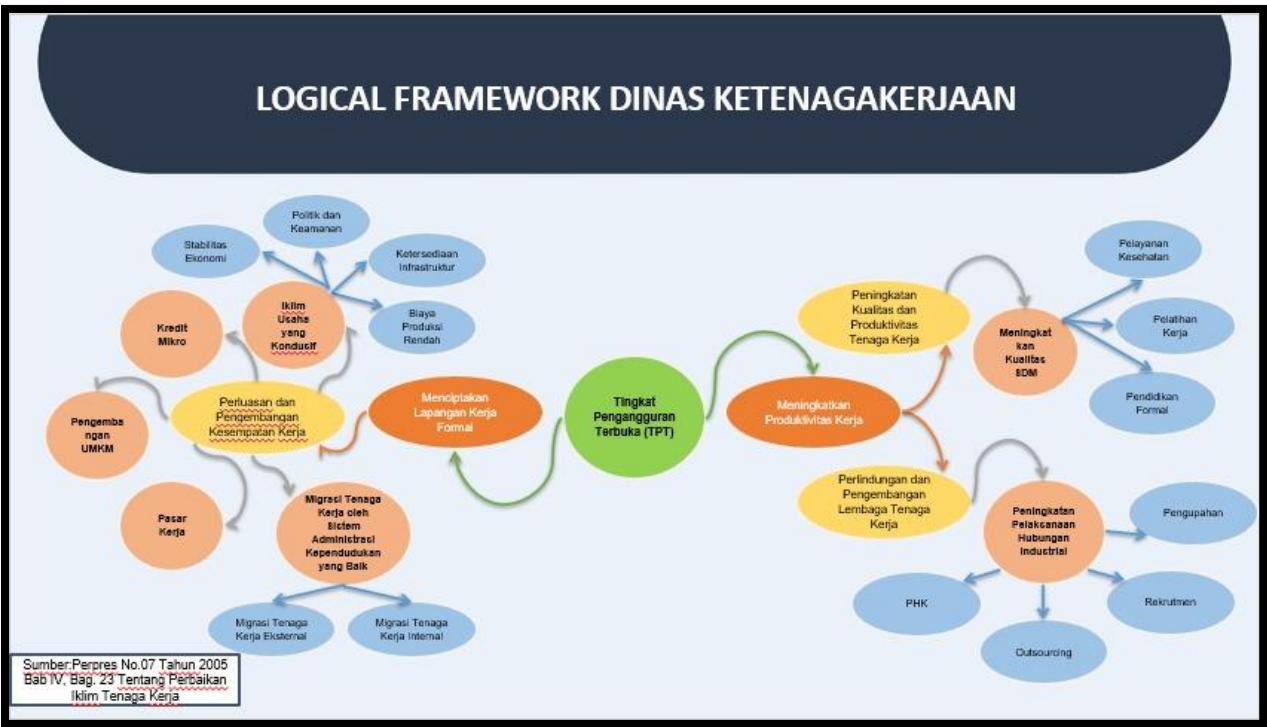 LOGICAL FRAMEWORK DINAS KETENAGAKERJAAN
Politik dan
Keamanan
Stabilitas
Ekonomi
Ketersediaan
Infrastruktur
Iklim
Usaha
yang
Kondusif
Biaya
Produksi
Rendah
Kredit
Mikro
Perluasan dan
Pengembangan
Kesempatan Kerja
Pengemba
ngan
UMKM
Pasar
Kerja
Migrasi Tenaga
Kerja oleh
Sistem
Administrasi
Kependudukan
yang Baik
Migrasi Tenaga
Kerja Eksternal
Migrasi Tenaga
Kerja Internal
Menciptakan
Lapangan Kerja
Formal
Tingkat
Pengangguran
Terbuka (TPT)
Meningkatkan
Produktivitas Kerja
Peningkatan
Kualitas dan
Produktivitas
Tenaga Kerja
Meningkat
kan
Kualitas
SDM
Pelayanan
Kesehatan
Pelatihan
Kerja
Pendidikan
Formal
Perlindungan dan
Pengembangan
Lembaga Tenaga
Kerja
Peningkatan
Pelaksanaan
Hubungan
Industrial
Pengupahan
Rekrutmen
Outsourcing
PHK
Sumber:Perpres No.07 Tahun 2005
Bab IV, Bag. 23 Tentang Perbaikan
Iklim Tenaga Kerja